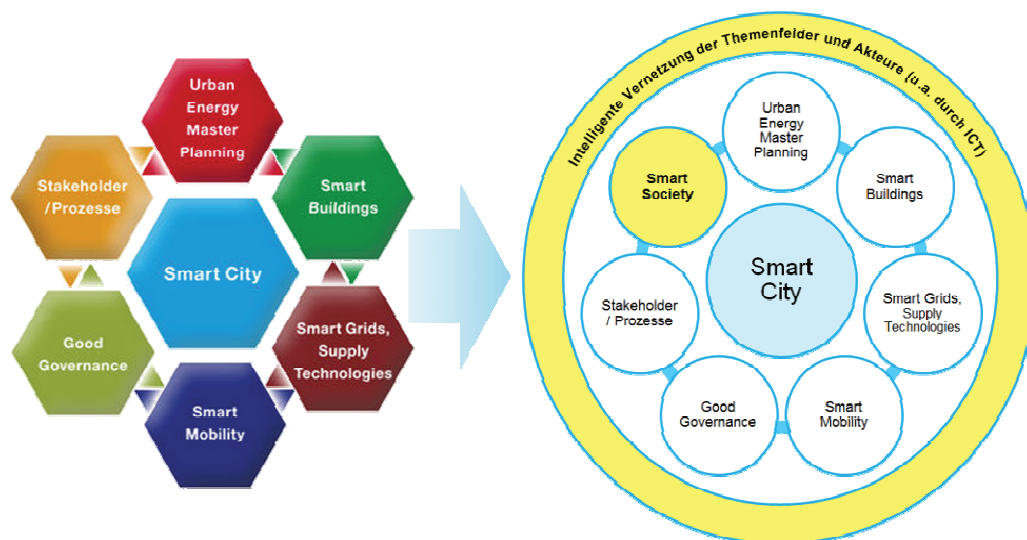 Urban
Energy
Master
Planning
Stakeholder
/Prozesse
Smart
Buildings
Smart City
Good
Governance
Smart Grids,
Supply
Technologies
Smart
Mobility
Intelligente Vernetzung der Themenfelder und Akteure (u.a. durch ICT)
Urban
Energy
Master
Planning
Smart
Society
Smart
Buildings
Smart
City
Stakeholder
/ Prozesse
Smart Grids,
Supply
Technologies
Good
Governance
Smart
Mobility